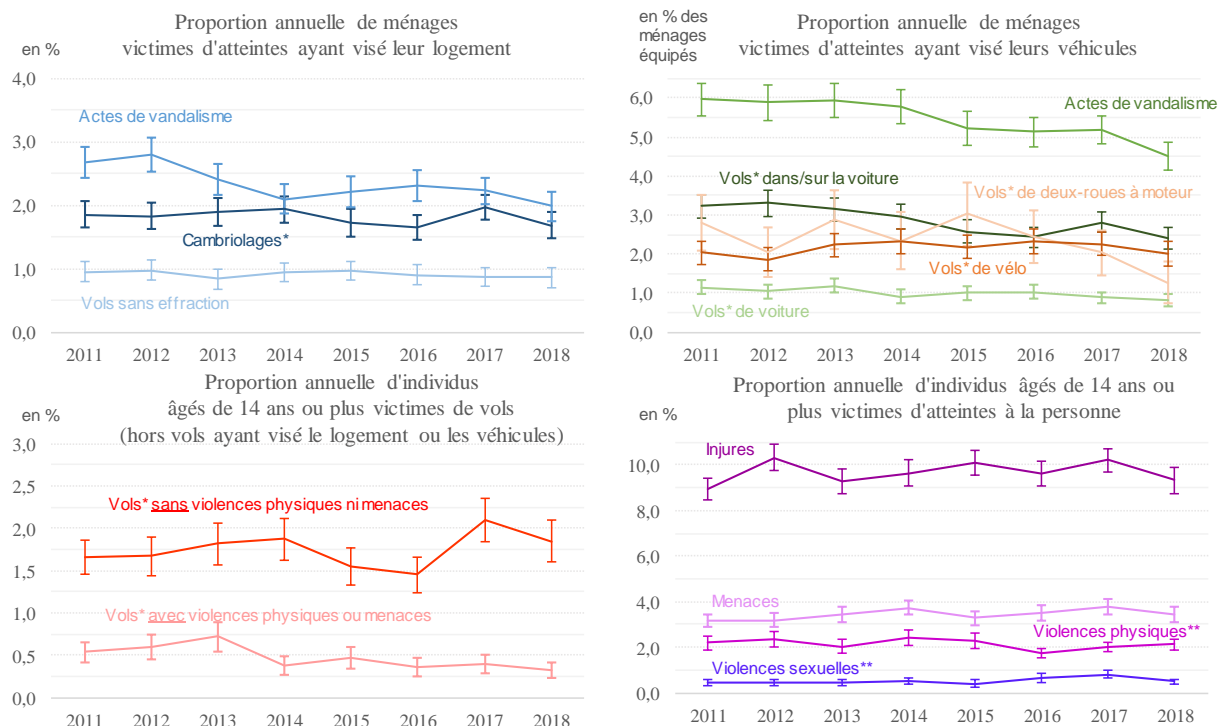 Proportion annuelle de ménages
victimes d'atteintes ayant visé leur logement
en %
4,0
3,0
2,0
1,0
0,0
Actes de vandalisme
Cambriolages*
Vols sans effraction
2011 2012 2013 2014 2015 2016 2017 2018
Proportion annuelle de ménages
victimes d'atteintes ayant visé leurs véhicules
en % des
ménages
équipés
6,0
5,0
4,0
3,0
2,0
1,0
0,0
Actes de vandalisme
Vols* dans/sur la voiture
Vols* de deux-roues à moteur
Vols* de vélo
Vols* de voiture
2011 2012 2013 2014 2015 2016 2017 2018
Proportion annuelle d'individus
âgés de 14 ans ou plus victimes de vols
(hors vols ayant visé le logement ou les véhicules)
en %
3,0
2,5
2,0
1,5
1,0
0,5
0,0
Vols* sans violences physiques ni menaces
Vols* avec violences physiques ou menaces
2011 2012 2013 2014 2015 2016 2017 2018
Proportion annuelle d'individus âgés de 14 ans ou
plus victimes d'atteintes à la personne
en %
10,0
8,0
6,0
4,0
2,0
0,0
Injures
Menaces
Violences physiques**
Violences sexuelles**
2011 2012 2013 2014 2015 2016 2017 2018